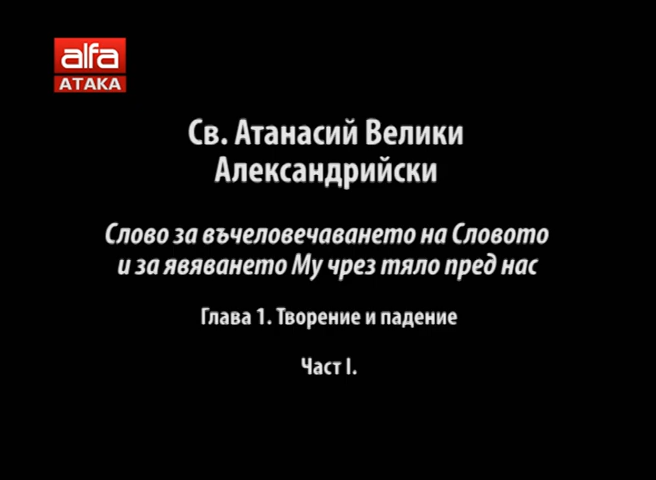 alfa
АТАКА
Св. Атанасий Велики
Александрийски
Слово за въчеловечаването на Словото
и за явяването Му чрез тяло пред нас
Глава 1. Творение и падение
Част I.